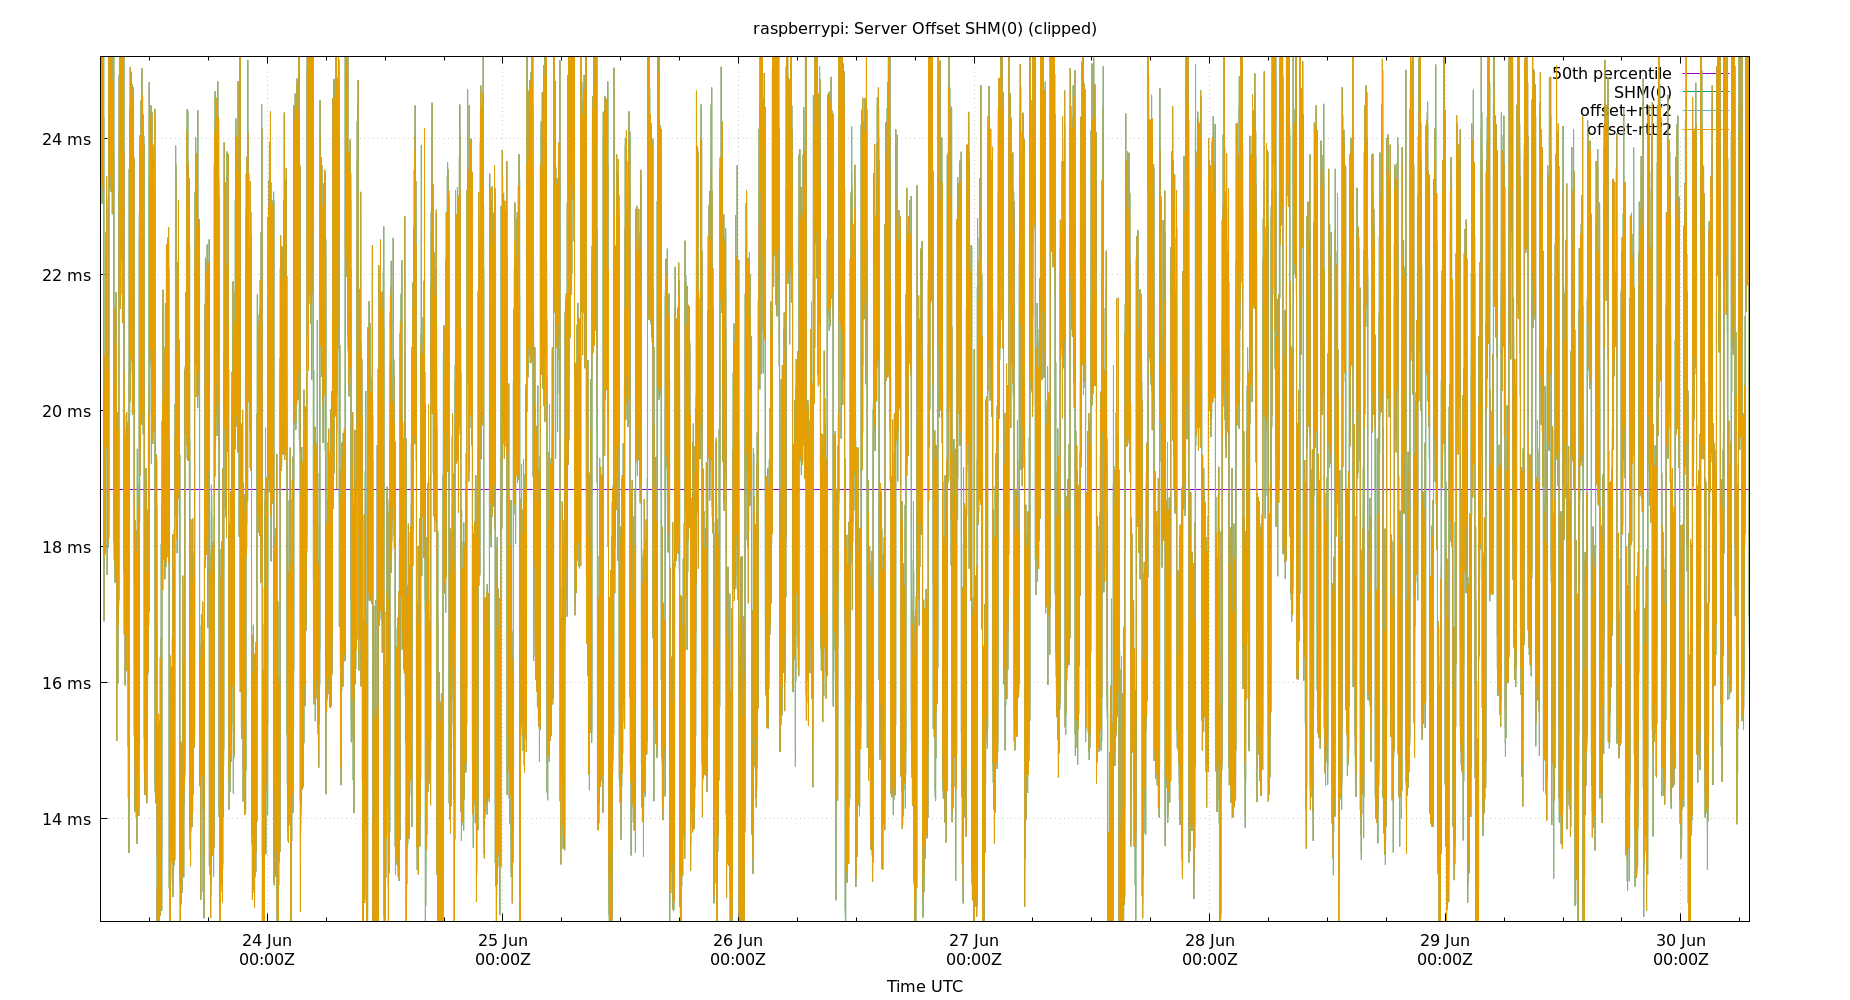 raspberrypi: Server Offset SHM(0) (clipped)
50th percentile
SHM(0)
offset+rtt/2
offset-rtt/2
24 ms
22 ms
20 ms
18 ms
16 ms
14 ms
24 Jun 25 Jun 26 Jun 27 Jun 28 Jun 29 Jun 30 Jun
00:00Z 00:00Z 00:00Z 00:00Z 00:00Z 00:00Z 00:00Z
Time UTC